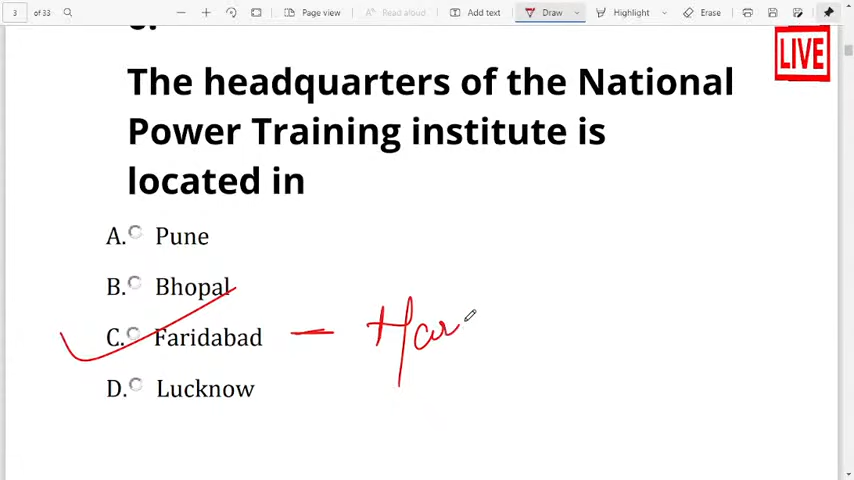 3 of 33 Page view Read aloud Add text Draw Highlight Erase
LIVE
The headquarters of the National
Power Training institute is
located in
A. Pune
B. Bhopal
C. Faridabad – Har
D. Lucknow